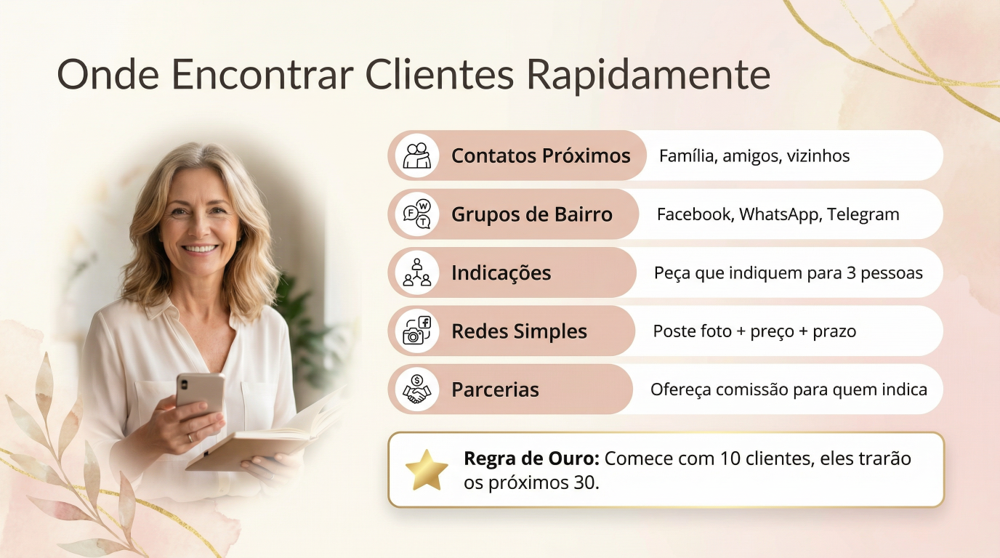 Onde Encontrar Clientes Rapidamente
Contatos Próximos
Família, amigos, vizinhos
F W T
Grupos de Bairro
Facebook, WhatsApp, Telegram
Indicações
Peça que indiquem para 3 pessoas
f
Redes Simples
Poste foto + preço + prazo
$
Parcerias
Ofereça comissão para quem indica
Regra de Ouro: Comece com 10 clientes, eles trarão
os próximos 30.